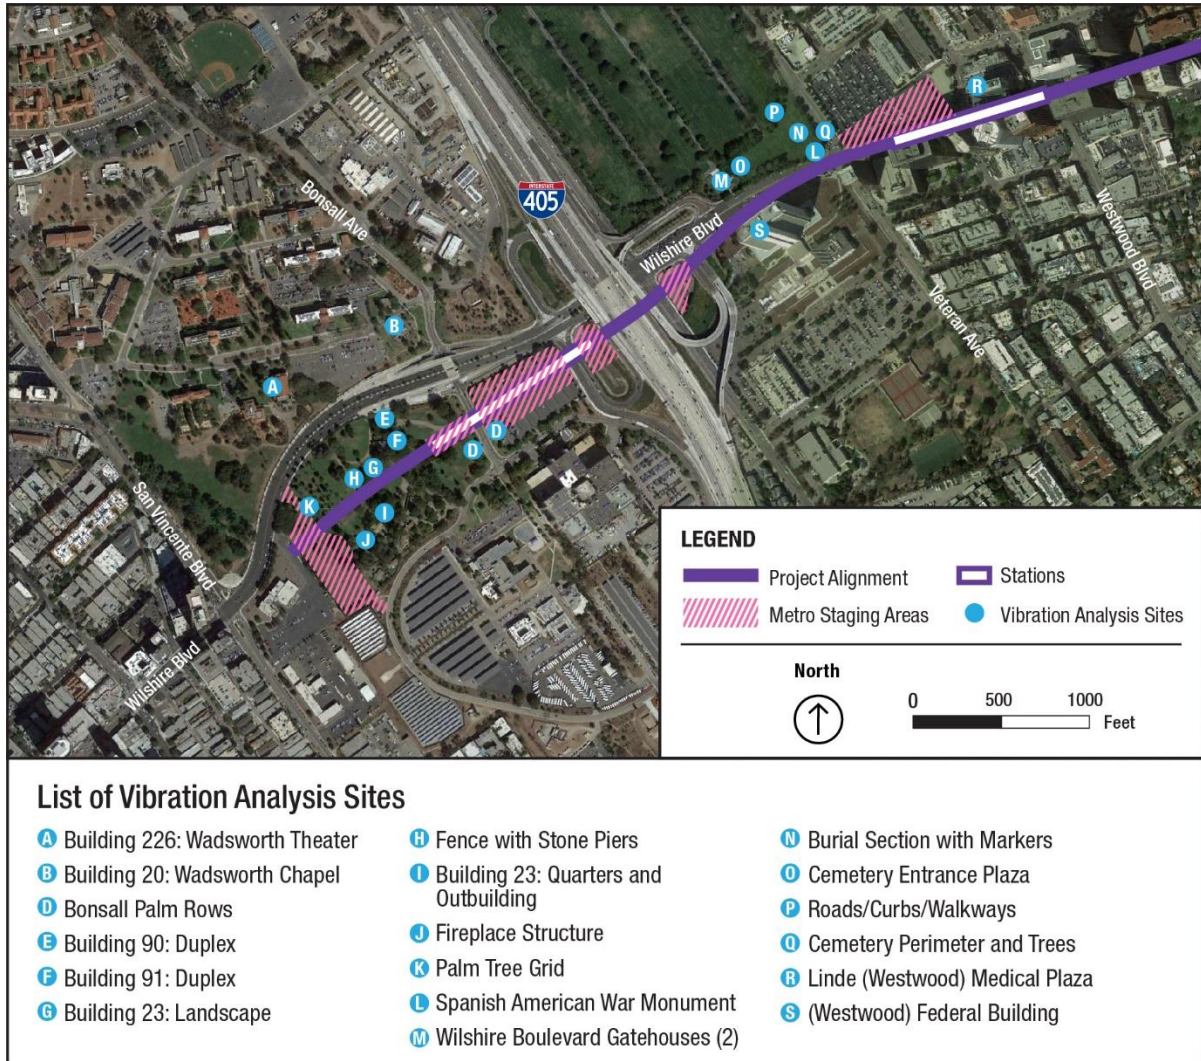 Bonsall Ave
INTERSTATE
405
Wilshire Blvd
Westwood Blvd
Veteran Ave
San Vincente Blvd
Wilshire Blvd
P
N
Q
R
L
O
M
S
B
A
E
F
D
D
G
H
K
I
J
LEGEND
Project Alignment
Stations
Metro Staging Areas
Vibration Analysis Sites
North
0 500 1000
Feet
List of Vibration Analysis Sites
A Building 226: Wadsworth Theater
B Building 20: Wadsworth Chapel
D Bonsall Palm Rows
E Building 90: Duplex
F Building 91: Duplex
G Building 23: Landscape
H Fence with Stone Piers
I Building 23: Quarters and
Outbuilding
J Fireplace Structure
K Palm Tree Grid
L Spanish American War Monument
M Wilshire Boulevard Gatehouses (2)
N Burial Section with Markers
O Cemetery Entrance Plaza
P Roads/Curbs/Walkways
Q Cemetery Perimeter and Trees
R Linde (Westwood) Medical Plaza
S (Westwood) Federal Building